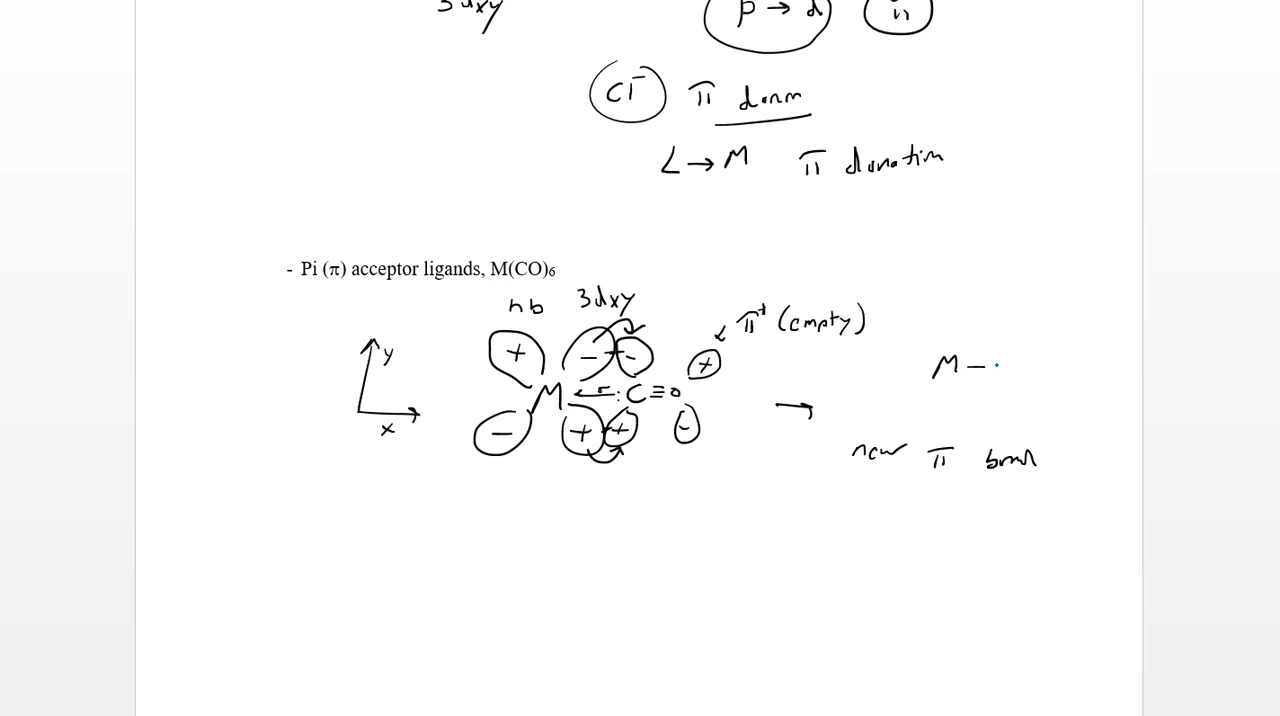 3dxy
p → d
π
Cl⁻ π donor
L → M π donation
- Pi (π) acceptor ligands, M(CO)₆
nb 3dxy
π* (empty)
y
+ - - +
M ← σ :C≡O → M -
x
- + + -
new π bond